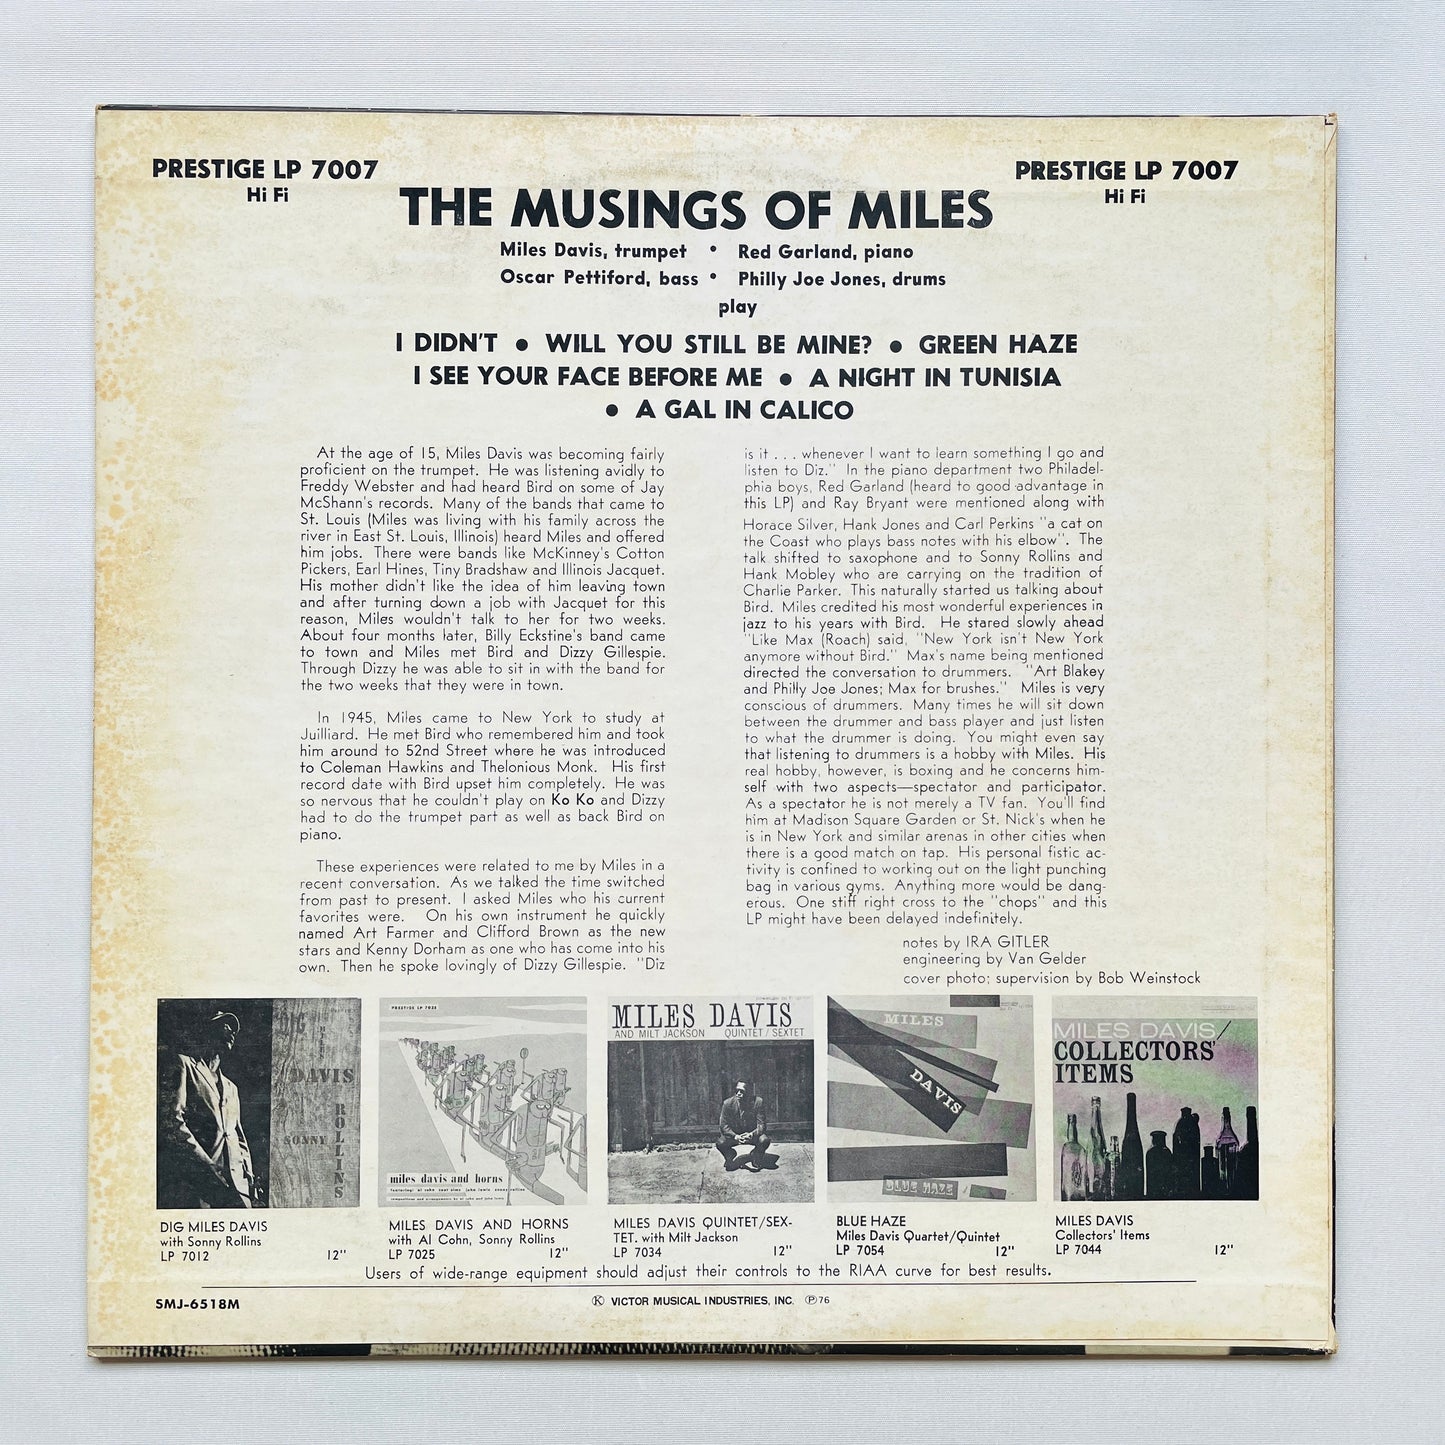 PRESTIGE LP 7007
Hi Fi
PRESTIGE LP 7007
Hi Fi
THE MUSINGS OF MILES
Miles Davis, trumpet • Red Garland, piano
Oscar Pettiford, bass • Philly Joe Jones, drums
play
I DIDN'T • WILL YOU STILL BE MINE? • GREEN HAZE
I SEE YOUR FACE BEFORE ME • A NIGHT IN TUNISIA
• A GAL IN CALICO
At the age of 15, Miles Davis was becoming fairly
proficient on the trumpet. He was listening avidly to
Freddy Webster and had heard Bird on some of Jay
McShann's records. Many of the bands that came to
St. Louis (Miles was living with his family across the
river in East St. Louis, Illinois) heard Miles and offered
him jobs. There were bands like McKinney's Cotton
Pickers, Earl Hines, Tiny Bradshaw and Illinois Jacquet.
His mother didn't like the idea of him leaving town
and after turning down a job with Jacquet for this
reason, Miles wouldn't talk to her for two weeks.
About four months later, Billy Eckstine's band came
to town and Miles met Bird and Dizzy Gillespie.
Through Dizzy he was able to sit in with the band for
the two weeks that they were in town.
In 1945, Miles came to New York to study at
Juilliard. He met Bird who remembered him and took
him around to 52nd Street where he was introduced
to Coleman Hawkins and Thelonious Monk. His first
record date with Bird upset him completely. He was
so nervous that he couldn't play on Ko Ko and Dizzy
had to do the trumpet part as well as back Bird on
piano.
These experiences were related to me by Miles in a
recent conversation. As we talked the time switched
from past to present. I asked Miles who his current
favorites were. On his own instrument he quickly
named Art Farmer and Clifford Brown as the new
stars and Kenny Dorham as one who has come into his
own. Then he spoke lovingly of Dizzy Gillespie. "Diz
is it . . . whenever I want to learn something I go and
listen to Diz." In the piano department two Philadel-
phia boys, Red Garland (heard to good advantage in
this LP) and Ray Bryant were mentioned along with
Horace Silver, Hank Jones and Carl Perkins "a cat on
the Coast who plays bass notes with his elbow". The
talk shifted to saxophone and to Sonny Rollins and
Hank Mobley who are carrying on the tradition of
Charlie Parker. This naturally started us talking about
Bird. Miles credited his most wonderful experiences in
jazz to his years with Bird. He stared slowly ahead
"Like Max (Roach) said, "New York isn't New York
anymore without Bird." Max's name being mentioned
directed the conversation to drummers. "Art Blakey
and Philly Joe Jones; Max for brushes." Miles is very
conscious of drummers. Many times he will sit down
between the drummer and bass player and just listen
to what the drummer is doing. You might even say
that listening to drummers is a hobby with Miles. His
real hobby, however, is boxing and he concerns him-
self with two aspects—spectator and participator.
As a spectator he is not merely a TV fan. You'll find
him at Madison Square Garden or St. Nick's when he
is in New York and similar arenas in other cities when
there is a good match on tap. His personal fistic ac-
tivity is confined to working out on the light punching
bag in various gyms. Anything more would be dang-
erous. One stiff right cross to the "chops" and this
LP might have been delayed indefinitely.
notes by IRA GITLER
engineering by Van Gelder
cover photo; supervision by Bob Weinstock
DIG
MILES
DAVIS
SONNY
ROLLINS
PRESTIGE LP 7025
miles davis and horns
MILES DAVIS
AND MILT JACKSON QUINTET/SEXTET
MILES
DAVIS
BLUE HAZE
MILES DAVIS/
COLLECTORS'
ITEMS
DIG MILES DAVIS
with Sonny Rollins
LP 7012 12"
MILES DAVIS AND HORNS
with Al Cohn, Sonny Rollins
LP 7025 12"
MILES DAVIS QUINTET/SEX-
TET. with Milt Jackson
LP 7034 12"
BLUE HAZE
Miles Davis Quartet/Quintet
LP 7054 12"
MILES DAVIS
Collectors' Items
LP 7044 12"
Users of wide-range equipment should adjust their controls to the RIAA curve for best results.
SMJ-6518M
Ⓚ VICTOR MUSICAL INDUSTRIES, INC. Ⓟ76